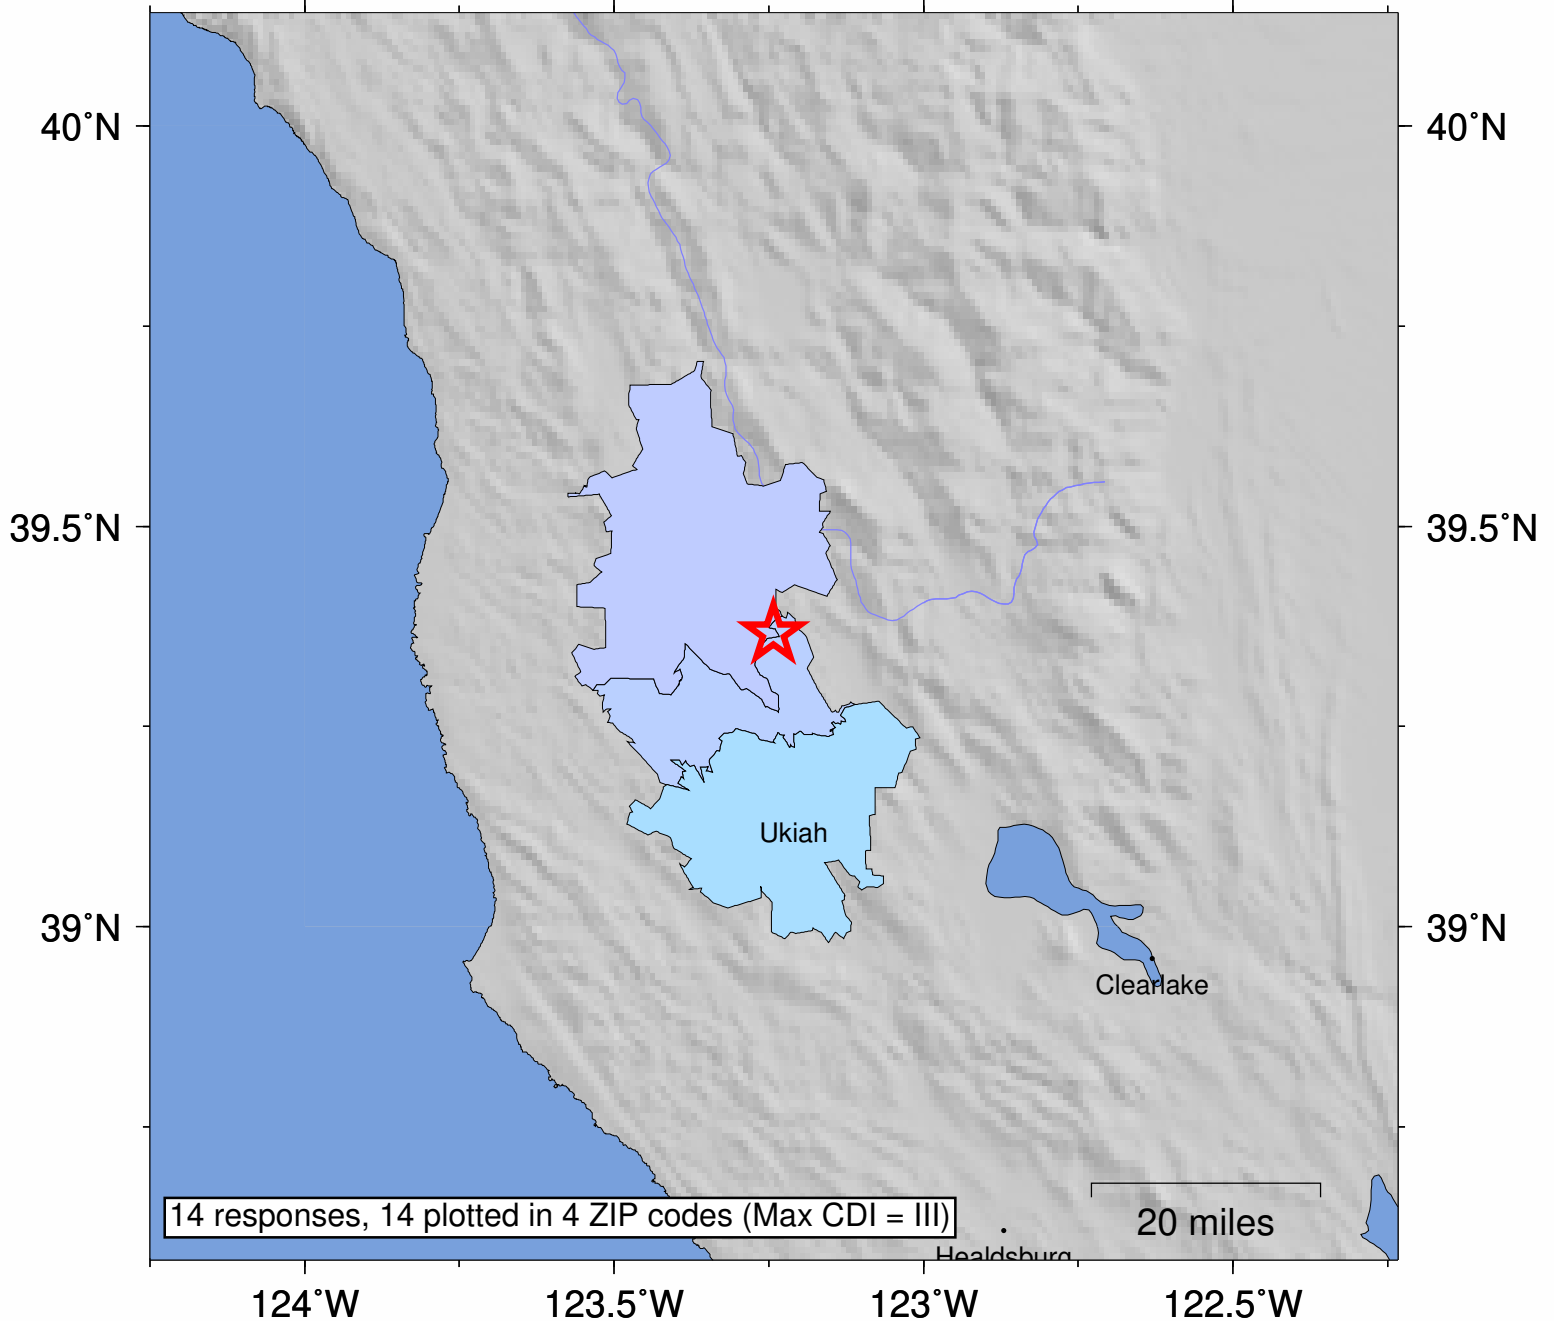 40˚N 40˚N
39.5˚N 39.5˚N
Ukiah
39˚N 39˚N
Clearlake
14 responses, 14 plotted in 4 ZIP codes (Max CDI = III)
20 miles
Healdsburg
124˚W 123.5˚W 123˚W 122.5˚W